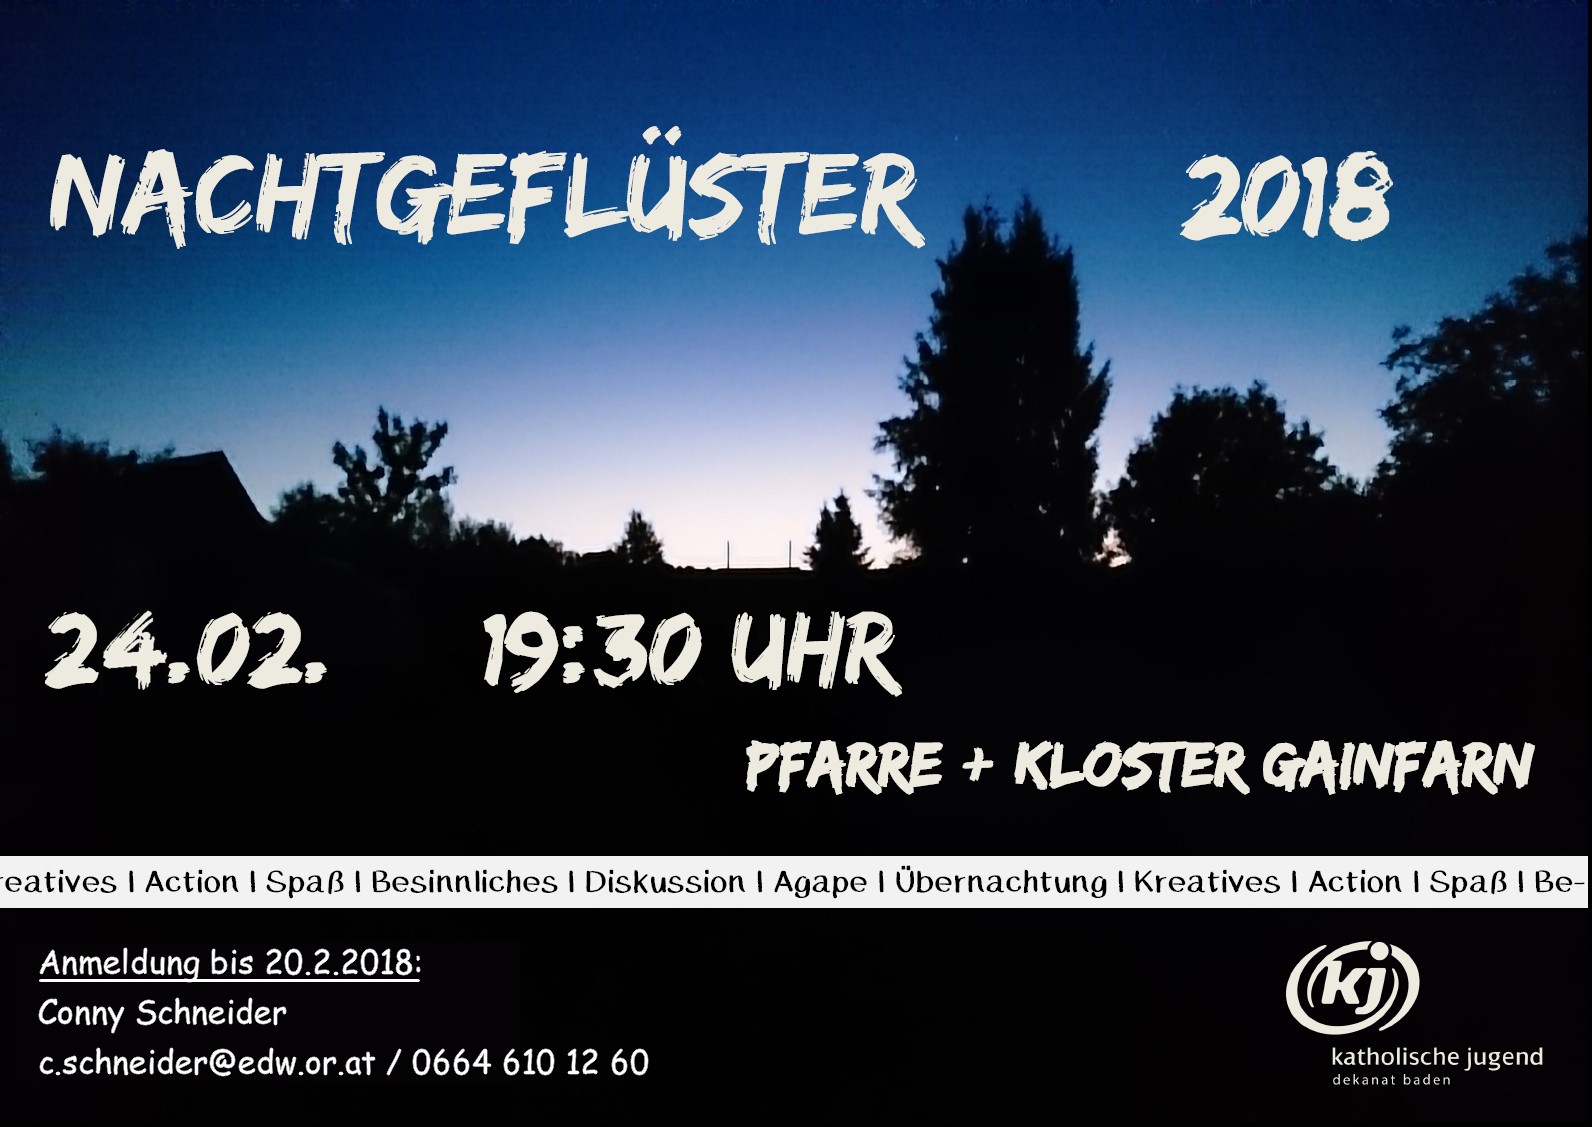 NACHTGEFLÜSTER 2018
24.02. 19:30 UHR
PFARRE + KLOSTER GAINFARN
reatives | Action | Spaß | Besinnliches | Diskussion | Agape | Übernachtung | Kreatives | Action | Spaß | Be-
Anmeldung bis 20.2.2018:
Conny Schneider
c.schneider@edw.or.at / 0664 610 12 60
kj
katholische jugend
dekanat baden